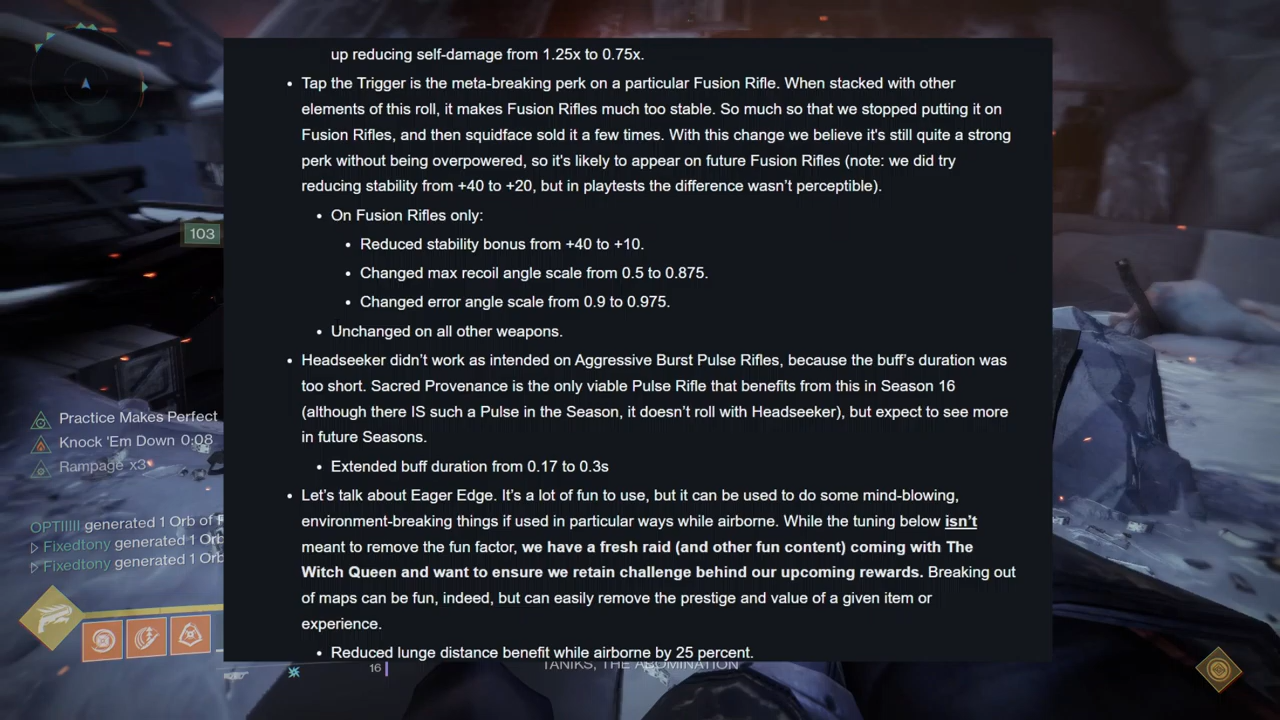 up reducing self-damage from 1.25x to 0.75x.
• Tap the Trigger is the meta-breaking perk on a particular Fusion Rifle. When stacked with other
elements of this roll, it makes Fusion Rifles much too stable. So much so that we stopped putting it on
Fusion Rifles, and then squidface sold it a few times. With this change we believe it's still quite a strong
perk without being overpowered, so it's likely to appear on future Fusion Rifles (note: we did try
reducing stability from +40 to +20, but in playtests the difference wasn’t perceptible).
• On Fusion Rifles only:
• Reduced stability bonus from +40 to +10.
• Changed max recoil angle scale from 0.5 to 0.875.
• Changed error angle scale from 0.9 to 0.975.
• Unchanged on all other weapons.
• Headseeker didn’t work as intended on Aggressive Burst Pulse Rifles, because the buff’s duration was
too short. Sacred Provenance is the only viable Pulse Rifle that benefits from this in Season 16
(although there IS such a Pulse in the Season, it doesn’t roll with Headseeker), but expect to see more
in future Seasons.
• Extended buff duration from 0.17 to 0.3s
• Let’s talk about Eager Edge. It’s a lot of fun to use, but it can be used to do some mind-blowing,
environment-breaking things if used in particular ways while airborne. While the tuning below isn’t
meant to remove the fun factor, we have a fresh raid (and other fun content) coming with The
Witch Queen and want to ensure we retain challenge behind our upcoming rewards. Breaking out
of maps can be fun, indeed, but can easily remove the prestige and value of a given item or
experience.
• Reduced lunge distance benefit while airborne by 25 percent.
103
Practice Makes Perfect
Knock 'Em Down 0:08
Rampage x3
OPTIIIII generated 1 Orb of
Fixedtony generated 1 Orb
Fixedtony generated 1 Orb
16
TANIKS, THE ABOMINATION